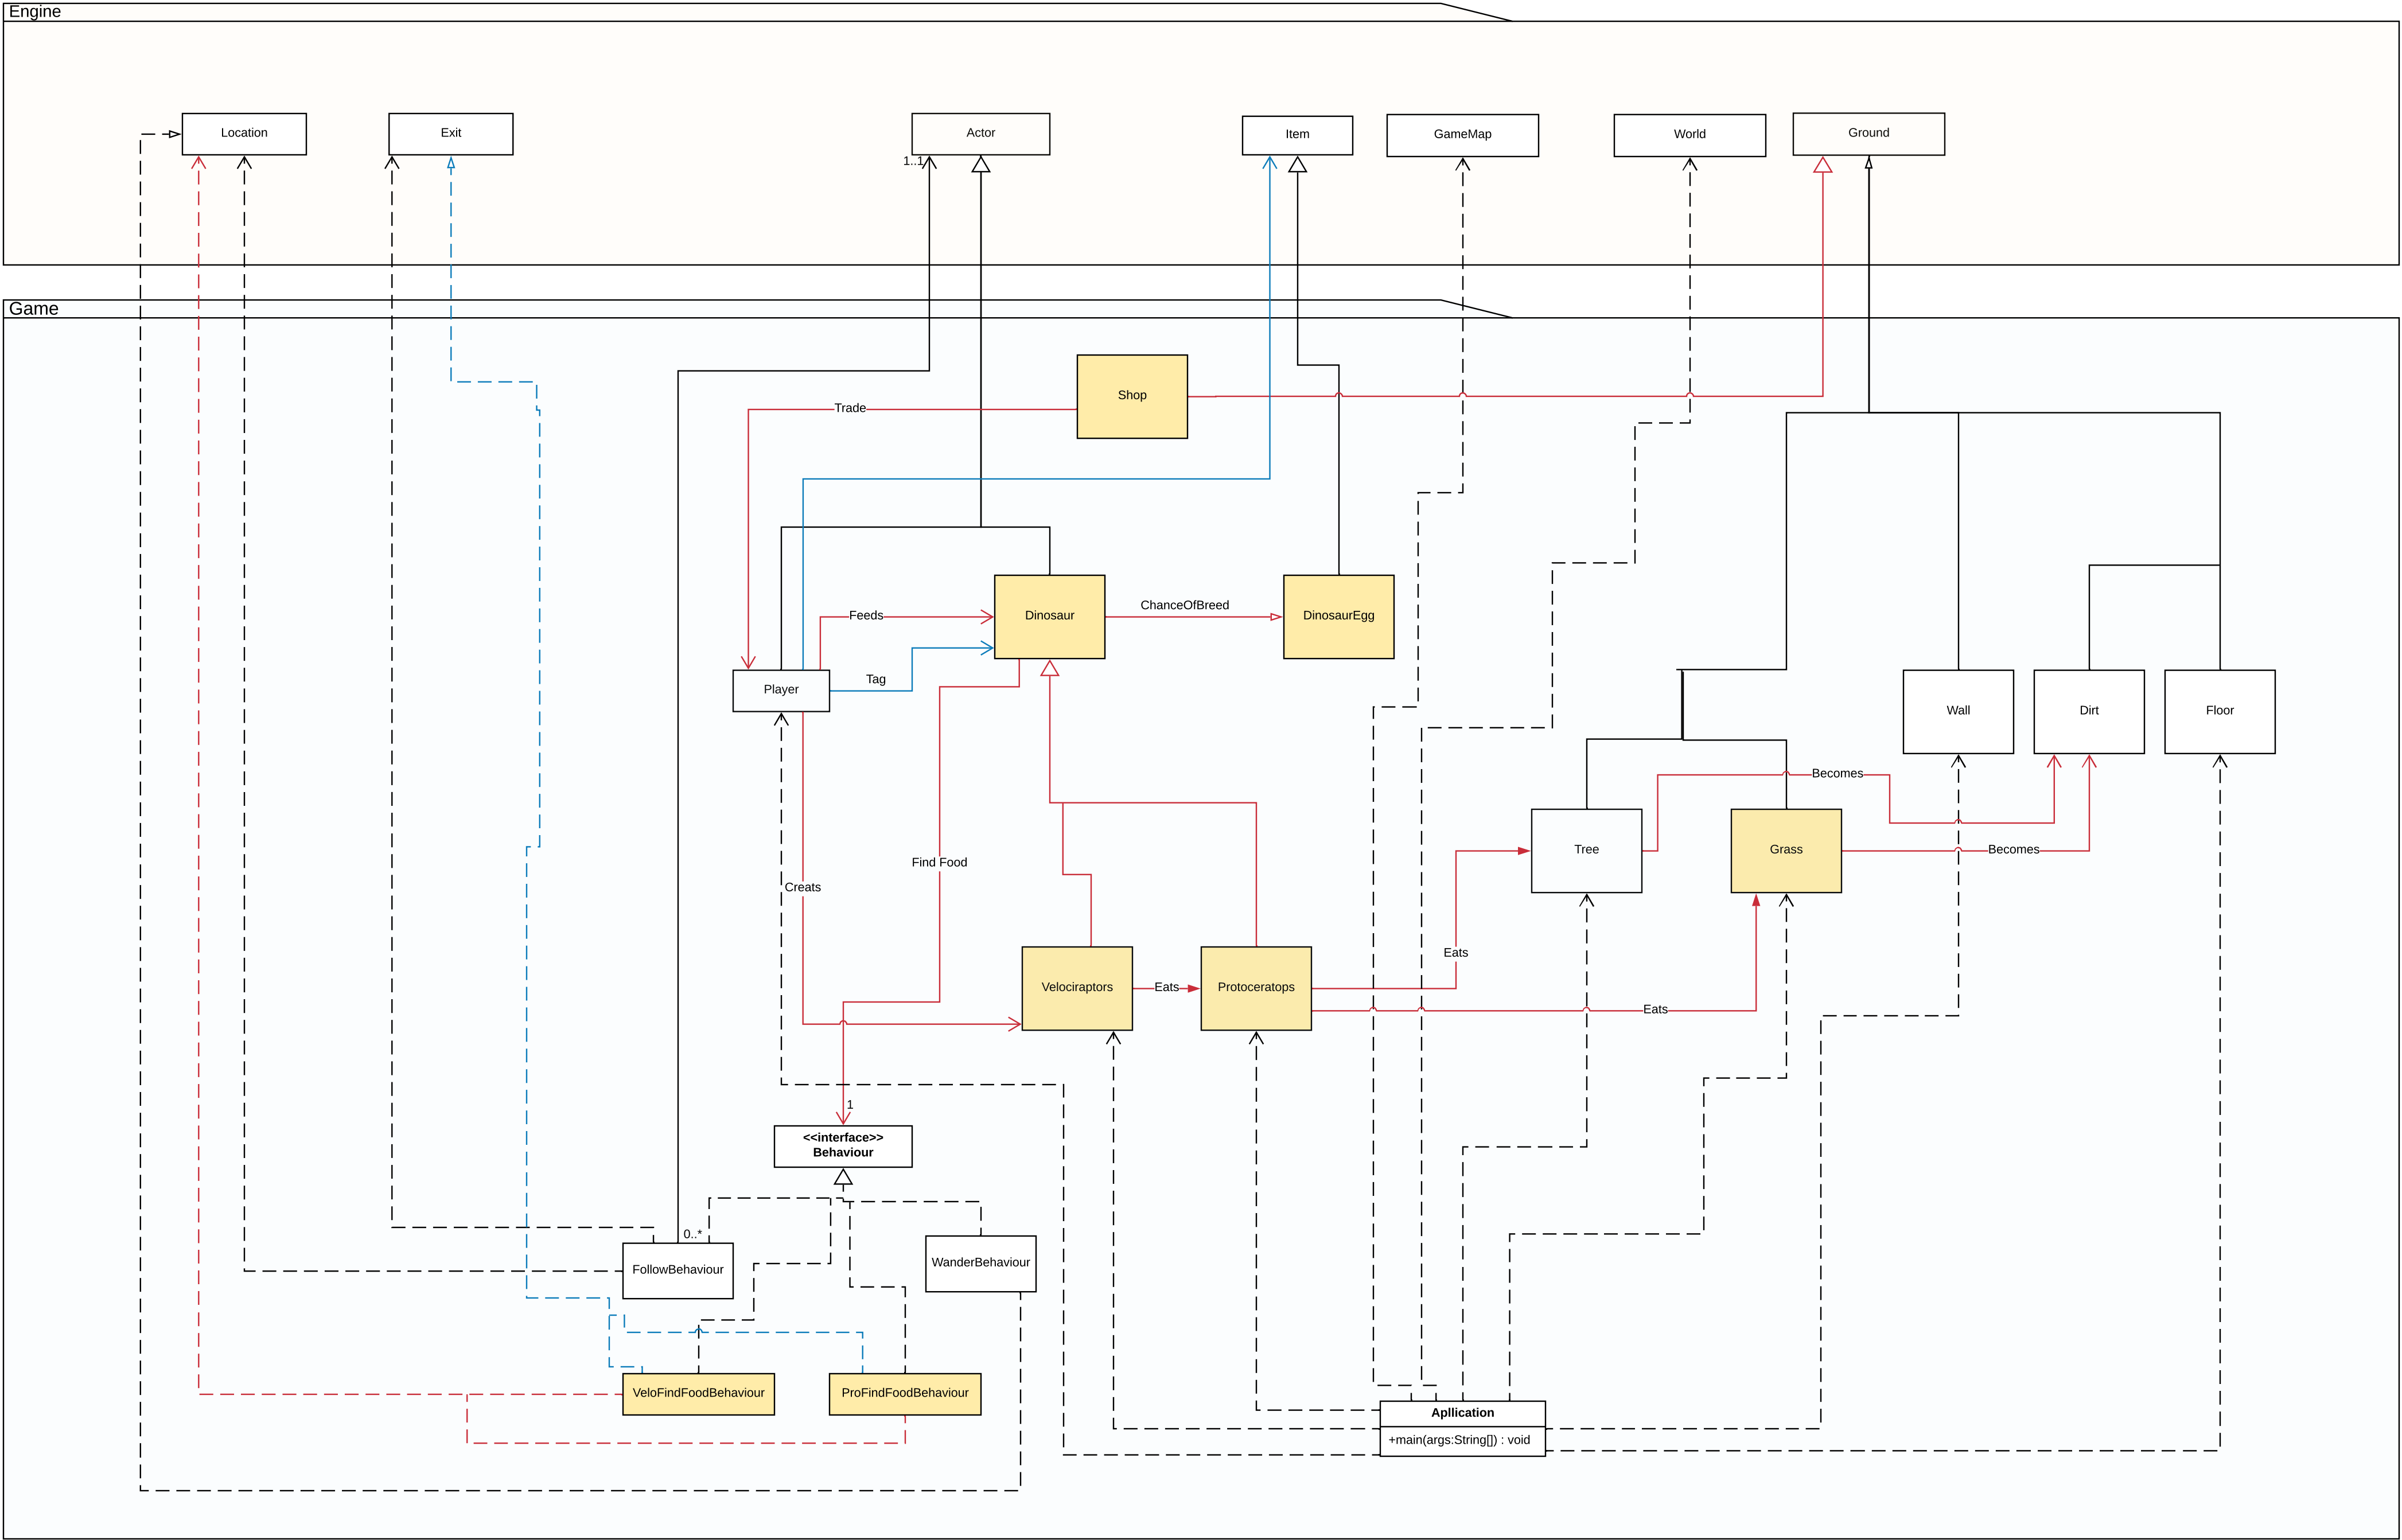 Engine
Location
Exit
Actor
Item
GameMap
World
Ground
1..1
Game
Shop
Trade
Dinosaur
ChanceOfBreed
DinosaurEgg
Feeds
Tag
Player
Wall
Dirt
Floor
Becomes
Tree
Grass
Becomes
Find Food
Creats
Eats
Velociraptors
Eats
Protoceratops
Eats
1
<<interface>>
Behaviour
0..*
FollowBehaviour
WanderBehaviour
VeloFindFoodBehaviour
ProFindFoodBehaviour
Apllication
+main(args:String[]) : void